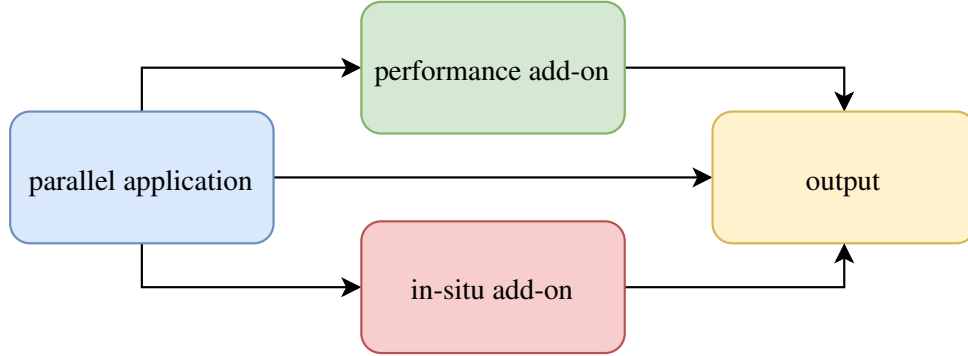 performance add-on
parallel application
output
in-situ add-on